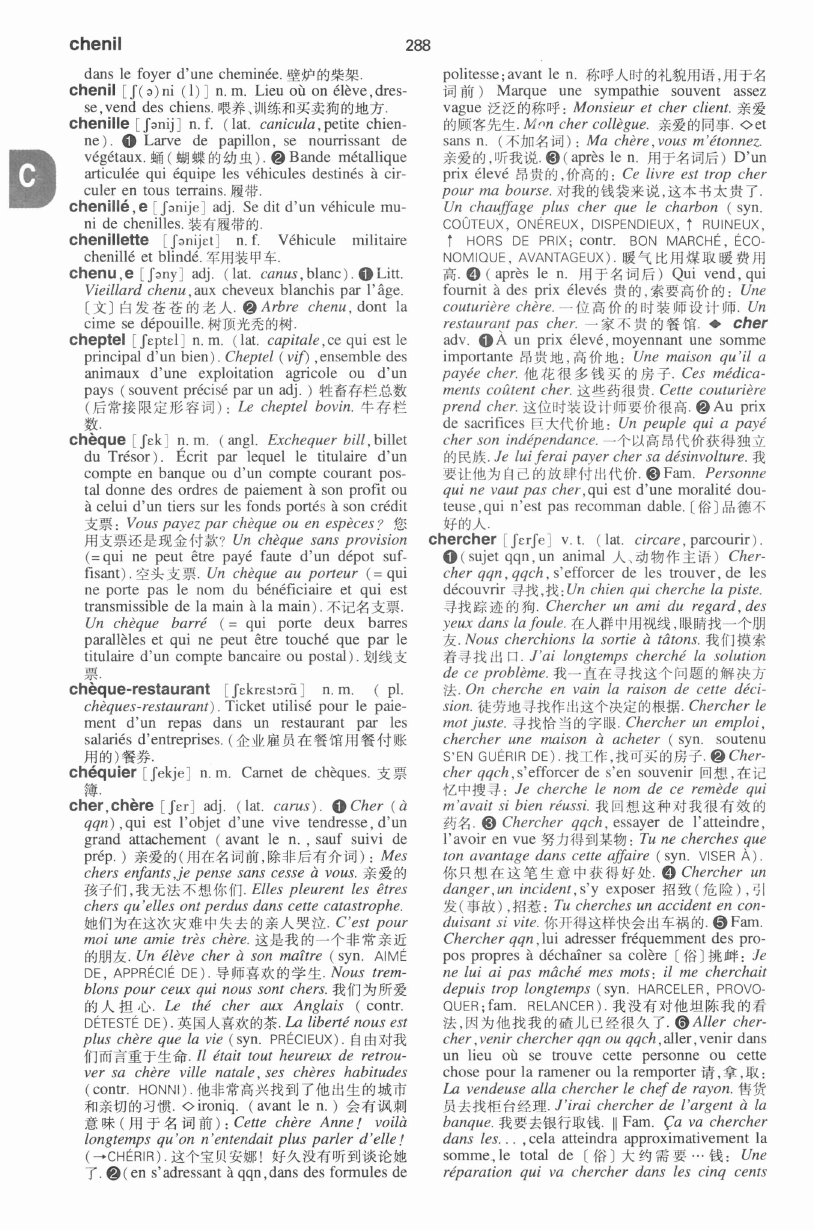 chenil
288
C
dans le foyer d'une cheminée. 壁炉的柴架.
chenil [ʃ(ə)ni (l)] n. m. Lieu où on élève,dres-
se,vend des chiens. 喂养、训练和买卖狗的地方.
chenille [ʃənij] n. f. (lat. canicula,petite chien-
ne). ❶ Larve de papillon, se nourrissant de
végétaux. 蛹(蝴蝶的幼虫). ❷ Bande métallique
articulée qui équipe les véhicules destinés à cir-
culer en tous terrains. 履带.
chenillé,e [ʃənije] adj. Se dit d'un véhicule mu-
ni de chenilles. 装有履带的.
chenillette [ʃənijɛt] n. f. Véhicule militaire
chenillé et blindé. 军用装甲车.
chenu,e [ʃəny] adj. (lat. canus,blanc). ❶ Litt.
Vieillard chenu,aux cheveux blanchis par l'âge.
〔文〕白发苍苍的老人. ❷ Arbre chenu, dont la
cime se dépouille. 树顶光秃的树.
cheptel [ʃɛptɛl] n. m. (lat. capitale,ce qui est le
principal d'un bien). Cheptel (vif) ,ensemble des
animaux d'une exploitation agricole ou d'un
pays (souvent précisé par un adj. ) 牲畜存栏总数
(后常接限定形容词): Le cheptel bovin. 牛存栏
数.
chèque [ʃɛk] n. m. (angl. Exchequer bill,billet
du Trésor). Écrit par lequel le titulaire d'un
compte en banque ou d'un compte courant pos-
tal donne des ordres de paiement à son profit ou
à celui d'un tiers sur les fonds portés à son crédit
支票: Vous payez par chèque ou en espèces? 您
用支票还是现金付款? Un chèque sans provision
(=qui ne peut être payé faute d'un dépot suf-
fisant). 空头支票. Un chèque au porteur (= qui
ne porte pas le nom du bénéficiaire et qui est
transmissible de la main à la main). 不记名支票.
Un chèque barré (= qui porte deux barres
parallèles et qui ne peut être touché que par le
titulaire d'un compte bancaire ou postal). 划线支
票.
chèque-restaurant [ʃɛkrɛstɔrɑ̃] n. m. ( pl.
chèques-restaurant). Ticket utilisé pour le paie-
ment d'un repas dans un restaurant par les
salariés d'entreprises. (企业雇员在餐馆用餐付账
用的)餐券.
chéquier [ʃekje] n. m. Carnet de chèques. 支票
簿.
cher,chère [ʃɛr] adj. (lat. carus). ❶ Cher (à
qqn) ,qui est l'objet d'une vive tendresse,d'un
grand attachement (avant le n. , sauf suivi de
prép. ) 亲爱的(用在名词前,除非后有介词): Mes
chers enfants,je pense sans cesse à vous. 亲爱的
孩子们,我无法不想你们. Elles pleurent les êtres
chers qu'elles ont perdus dans cette catastrophe.
她们为在这次灾难中失去的亲人哭泣. C'est pour
moi une amie très chère. 这是我的一个非常亲近
的朋友. Un élève cher à son maître (syn. AIMÉ
DE, APPRÉCIÉ DE). 导师喜欢的学生. Nous trem-
blons pour ceux qui nous sont chers. 我们为所爱
的人担心. Le thé cher aux Anglais ( contr.
DÉTESTÉ DE). 英国人喜欢的茶. La liberté nous est
plus chère que la vie (syn. PRÉCIEUX). 自由对我
们而言重于生命. Il était tout heureux de retrou-
ver sa chère ville natale, ses chères habitudes
(contr. HONNI). 他非常高兴找到了他出生的城市
和亲切的习惯. ◇ironiq. (avant le n. ) 会有讽刺
意味(用于名词前): Cette chère Anne! voilà
longtemps qu'on n'entendait plus parler d'elle!
(→CHÉRIR). 这个宝贝安娜! 好久没有听到谈论她
了. ❷(en s'adressant à qqn,dans des formules de
politesse;avant le n. 称呼人时的礼貌用语,用于名
词前) Marque une sympathie souvent assez
vague 泛泛的称呼: Monsieur et cher client. 亲爱
的顾客先生. Mon cher collègue. 亲爱的同事. ◇et
sans n. (不加名词): Ma chère,vous m'étonnez.
亲爱的,听我说. ❸(après le n. 用于名词后) D'un
prix élevé 昂贵的,价高的: Ce livre est trop cher
pour ma bourse. 对我的钱袋来说,这本书太贵了.
Un chauffage plus cher que le charbon (syn.
COÛTEUX, ONÉREUX, DISPENDIEUX, ↑ RUINEUX,
↑ HORS DE PRIX; contr. BON MARCHÉ, ÉCO-
NOMIQUE, AVANTAGEUX). 暖气比用煤取暖费用
高. ❹ (après le n. 用于名词后) Qui vend, qui
fournit à des prix élevés 贵的,索要高价的: Une
couturière chère. 一位高价的时装师设计师. Un
restaurant pas cher. 一家不贵的餐馆. ◆ cher
adv. ❶À un prix élevé,moyennant une somme
importante 昂贵地,高价地: Une maison qu'il a
payée cher. 他花很多钱买的房子. Ces médica-
ments coûtent cher. 这些药很贵. Cette couturière
prend cher. 这位时装设计师要价很高. ❷Au prix
de sacrifices 巨大代价地: Un peuple qui a payé
cher son indépendance. 一个以高昂代价获得独立
的民族. Je lui ferai payer cher sa désinvolture. 我
要让他为自己的放肆付出代价. ❸Fam. Personne
qui ne vaut pas cher,qui est d'une moralité dou-
teuse,qui n'est pas recomman dable. 〔俗〕品德不
好的人.
chercher [ʃɛrʃe] v. t. ( lat. circare, parcourir).
❶(sujet qqn,un animal 人、动物作主语) Cher-
cher qqn, qqch, s'efforcer de les trouver, de les
découvrir 寻找,找:Un chien qui cherche la piste.
寻找踪迹的狗. Chercher un ami du regard, des
yeux dans la foule. 在人群中用视线,眼睛找一个朋
友. Nous cherchions la sortie à tâtons. 我们摸索
着寻找出口. J'ai longtemps cherché la solution
de ce problème. 我一直在寻找这个问题的解决方
法. On cherche en vain la raison de cette déci-
sion. 徒劳地寻找作出这个决定的根据. Chercher le
mot juste. 寻找恰当的字眼. Chercher un emploi,
chercher une maison à acheter ( syn. soutenu
S'EN GUÉRIR DE). 找工作,找可买的房子. ❷Cher-
cher qqch,s'efforcer de s'en souvenir 回想,在记
忆中搜寻: Je cherche le nom de ce remède qui
m'avait si bien réussi. 我回想这种对我很有效的
药名. ❸ Chercher qqch, essayer de l'atteindre,
l'avoir en vue 努力得到某物: Tu ne cherches que
ton avantage dans cette affaire (syn. VISER À).
你只想在这笔生意中获得好处. ❹ Chercher un
danger,un incident,s'y exposer 招致(危险),引
发(事故),招惹: Tu cherches un accident en con-
duisant si vite. 你开得这样快会出车祸的. ❺Fam.
Chercher qqn,lui adresser fréquemment des pro-
pos propres à déchaîner sa colère 〔俗〕挑衅: Je
ne lui ai pas mâché mes mots: il me cherchait
depuis trop longtemps (syn. HARCELER, PROVO-
QUER;fam. RELANCER). 我没有对他坦陈我的看
法,因为他找我的碴儿已经很久了. ❻Aller cher-
cher,venir chercher qqn ou qqch,aller,venir dans
un lieu où se trouve cette personne ou cette
chose pour la ramener ou la remporter 请,拿,取:
La vendeuse alla chercher le chef de rayon. 售货
员去找柜台经理. J'irai chercher de l'argent à la
banque. 我要去银行取钱. ‖ Fam. Ça va chercher
dans les... ,cela atteindra approximativement la
somme,le total de 〔俗〕大约需要…钱: Une
réparation qui va chercher dans les cinq cents